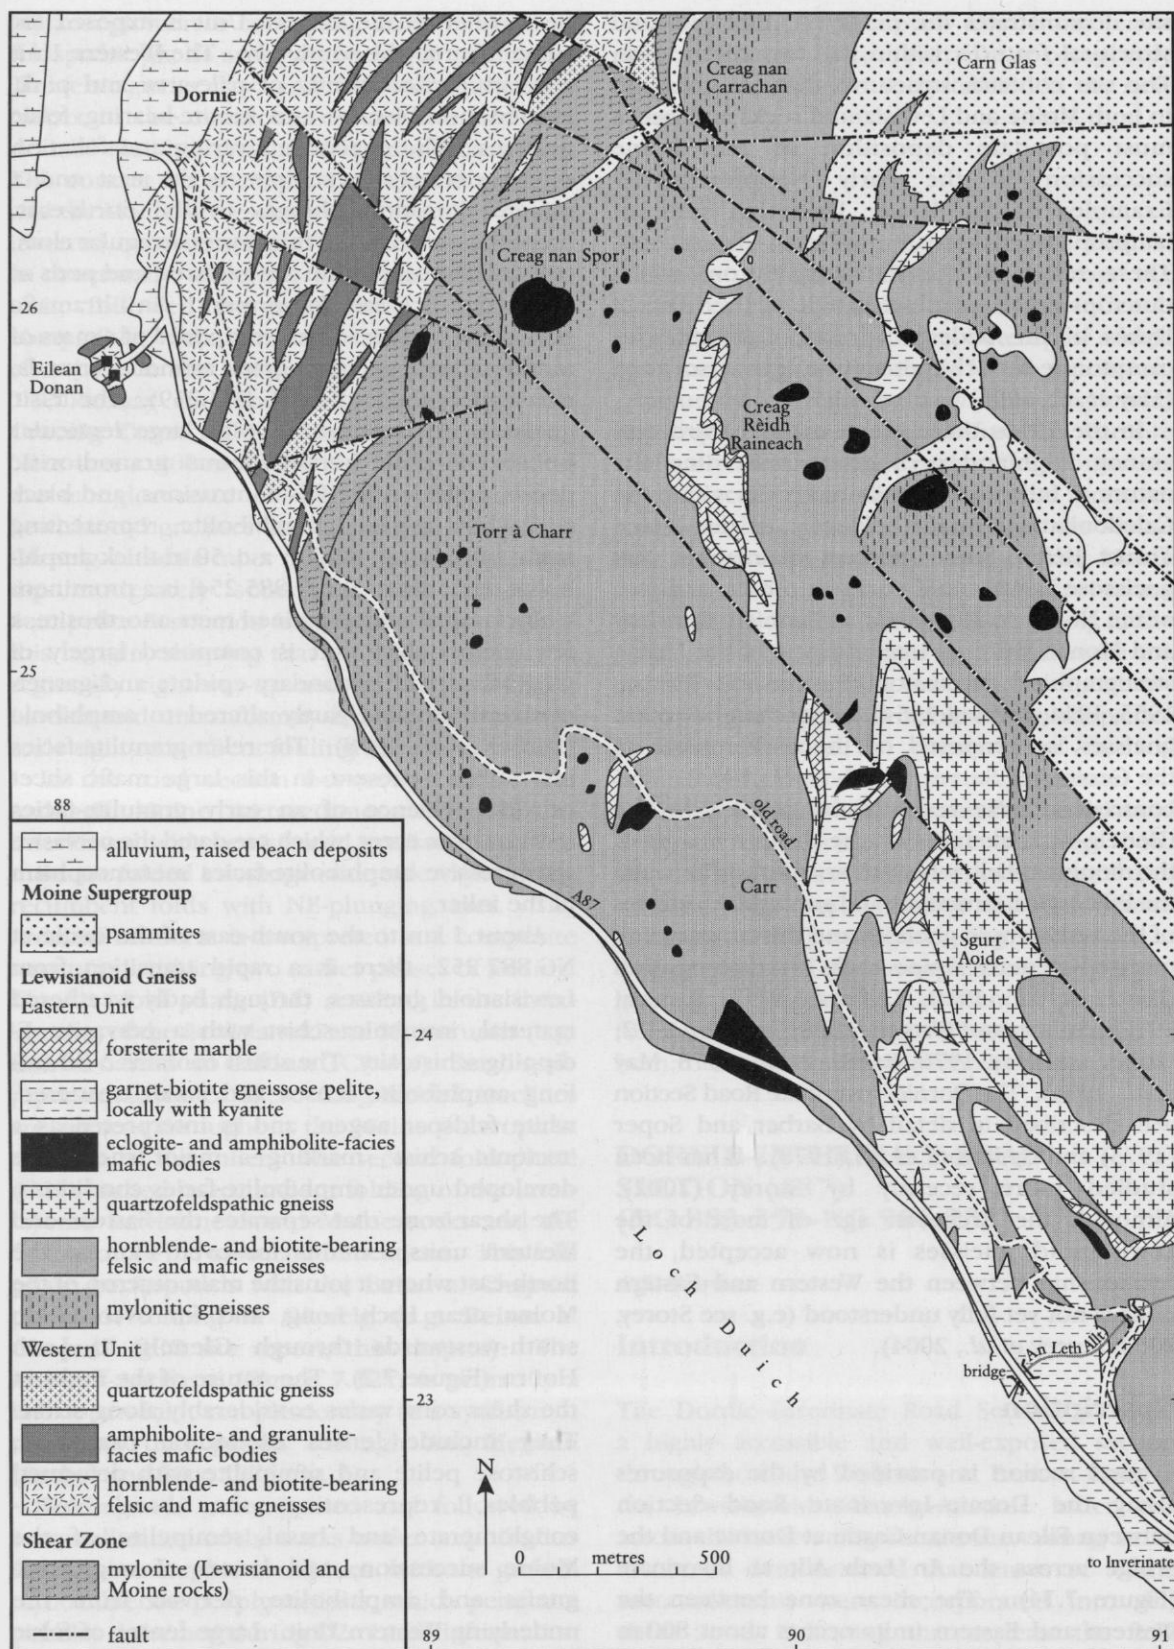 Creag nan
Carrachan
Carn Glas
Dornie
Creag nan Spor
26
Eilean
Donan
Creag
Rèidh
Raineach
Torr à Charr
25
88
old road
Carr
A87
Sgurr
Aoide
24
Loch Duich
An Leth Allt
bridge
23
to Invérinate
89
90
91
alluvium, raised beach deposits
Moine Supergroup
psammites
Lewisianoid Gneiss
Eastern Unit
forsterite marble
garnet-biotite gneissose pelite,
locally with kyanite
eclogite- and amphibolite-facies
mafic bodies
quartzofeldspathic gneiss
hornblende- and biotite-bearing
felsic and mafic gneisses
mylonitic gneisses
Western Unit
quartzofeldspathic gneiss
amphibolite- and granulite-
facies mafic bodies
hornblende- and biotite-bearing
felsic and mafic gneisses
Shear Zone
mylonite (Lewisianoid and
Moine rocks)
fault
N
0 metres 500